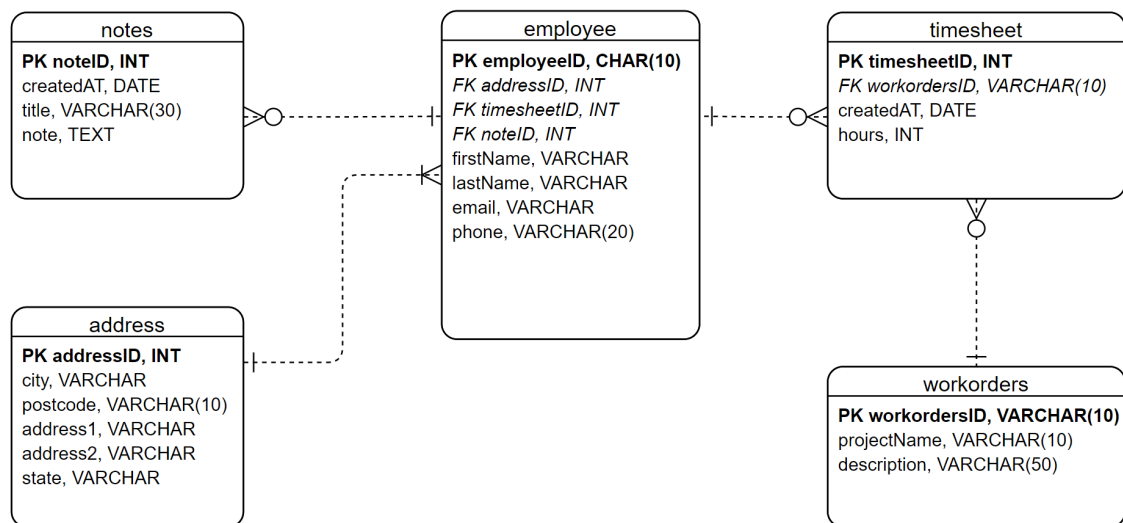 notes
PK noteID, INT
createdAT, DATE
title, VARCHAR(30)
note, TEXT
employee
PK employeeID, CHAR(10)
FK addressID, INT
FK timesheetID, INT
FK noteID, INT
firstName, VARCHAR
lastName, VARCHAR
email, VARCHAR
phone, VARCHAR(20)
timesheet
PK timesheetID, INT
FK workordersID, VARCHAR(10)
createdAT, DATE
hours, INT
address
PK addressID, INT
city, VARCHAR
postcode, VARCHAR(10)
address1, VARCHAR
address2, VARCHAR
state, VARCHAR
workorders
PK workordersID, VARCHAR(10)
projectName, VARCHAR(10)
description, VARCHAR(50)